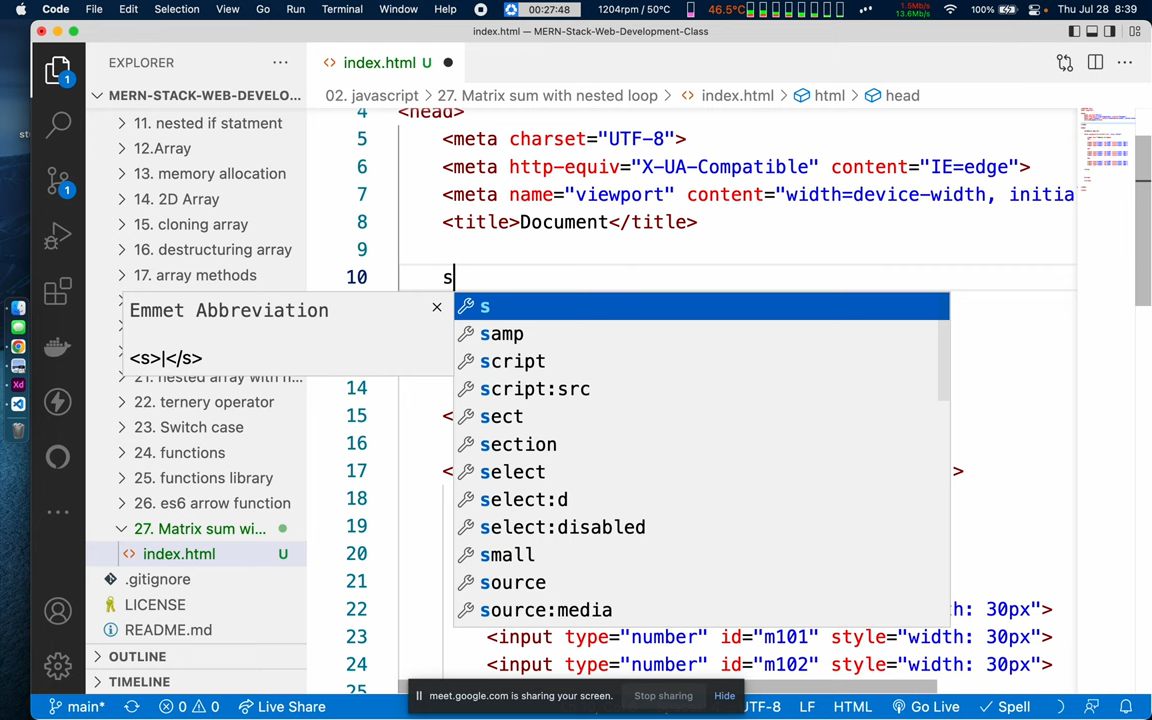 Code File Edit Selection View Go Run Terminal Window Help 00:27:48 1204rpm / 50°C 46.5°C 1.5Mb/s 13.6Mb/s 100% Thu Jul 28 8:39
index.html — MERN-Stack-Web-Development-Class
EXPLORER
index.html U
MERN-STACK-WEB-DEVELO...
02. javascript > 27. Matrix sum with nested loop > index.html > html > head
11. nested if statment
12.Array
13. memory allocation
14. 2D Array
15. cloning array
16. destructuring array
17. array methods
21. nested array with n...
22. ternery operator
23. Switch case
24. functions
25. functions library
26. es6 arrow function
27. Matrix sum wi...
index.html U
.gitignore
LICENSE
README.md
OUTLINE
TIMELINE
4 <head>
5 <meta charset="UTF-8">
6 <meta http-equiv="X-UA-Compatible" content="IE=edge">
7 <meta name="viewport" content="width=device-width, initia
8 <title>Document</title>
9
10 s
Emmet Abbreviation
<s>|</s>
s
samp
script
script:src
sect
section
select
select:d
select:disabled
small
source
source:media
14
15 <
16
17 < >
18
19
20
21
22 h: 30px">
23 <input type="number" id="m101" style="width: 30px">
24 <input type="number" id="m102" style="width: 30px">
25
meet.google.com is sharing your screen. Stop sharing Hide
main* 0 0 Live Share UTF-8 LF HTML Go Live Spell
1
1